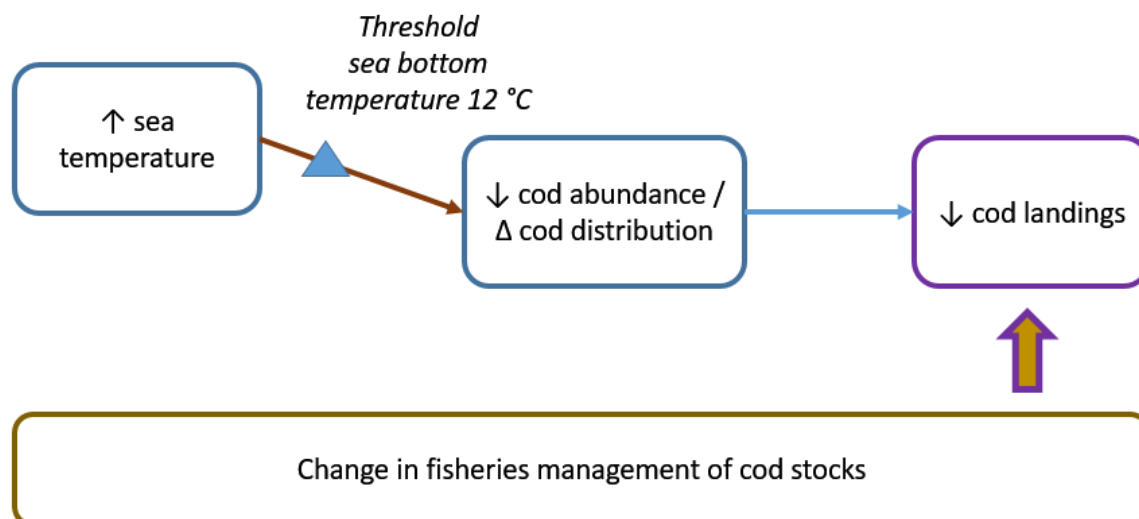 Threshold
sea bottom
temperature 12 °C
↑ sea
temperature
↓ cod abundance /
Δ cod distribution
↓ cod landings
Change in fisheries management of cod stocks